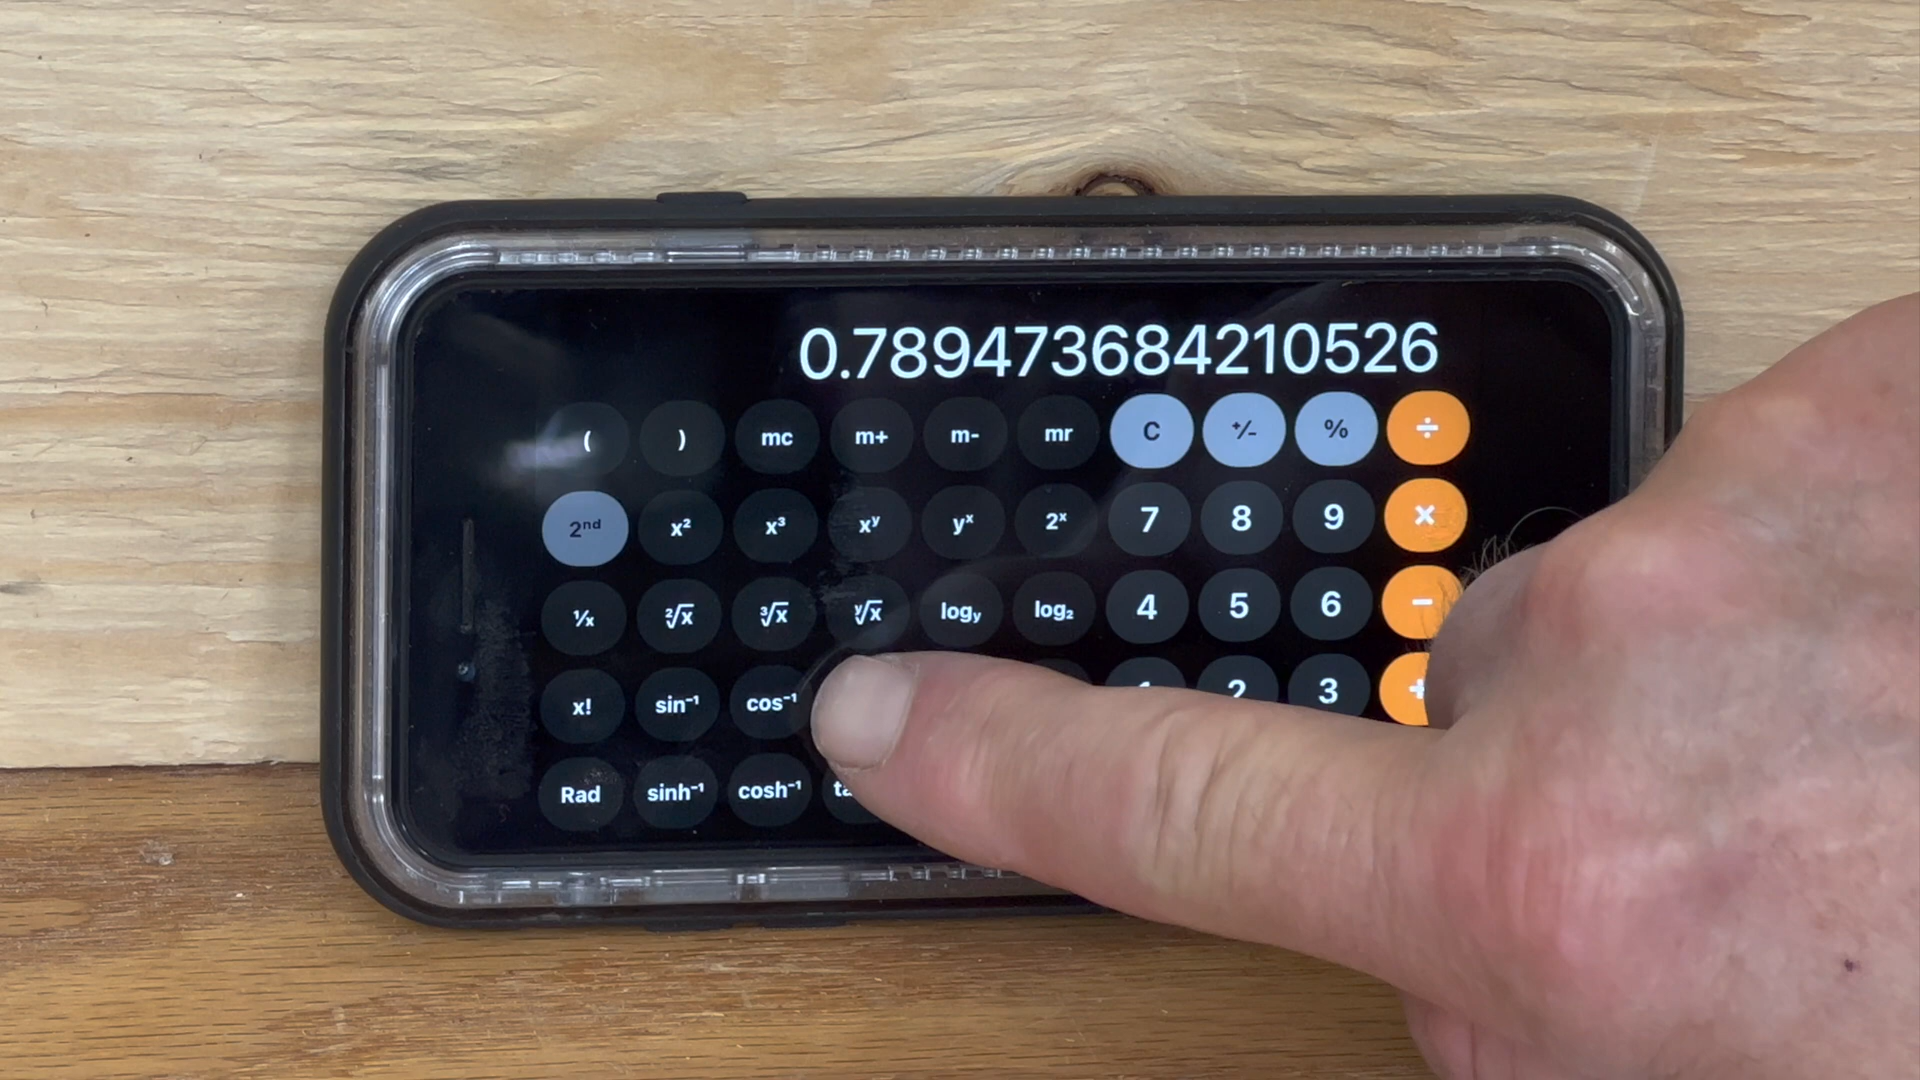 0.789473684210526
( ) mc m+ m- mr C +/- % ÷
2nd x² x³ xʸ yˣ 2ˣ 7 8 9 ×
¹/x ²√x ³√x ʸ√x logᵧ log₂ 4 5 6 −
x! sin⁻¹ cos⁻¹ 2 3 +
Rad sinh⁻¹ cosh⁻¹